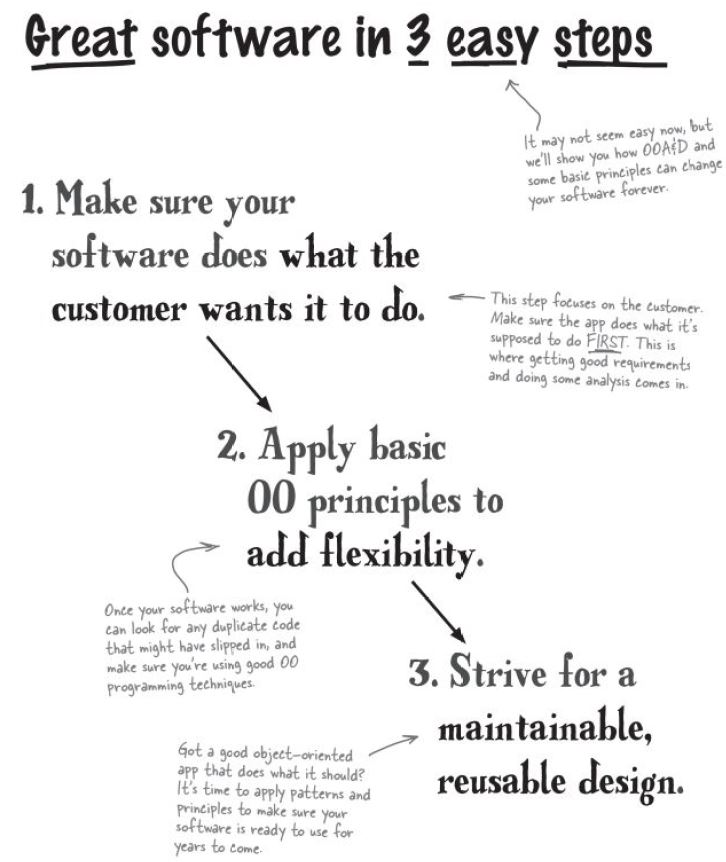 Great software in 3 easy steps
It may not seem easy now, but
we'll show you how OOA&D and
some basic principles can change
your software forever.
1. Make sure your
software does what the
customer wants it to do.
This step focuses on the customer.
Make sure the app does what it's
supposed to do FIRST. This is
where getting good requirements
and doing some analysis comes in.
2. Apply basic
OO principles to
add flexibility.
Once your software works, you
can look for any duplicate code
that might have slipped in, and
make sure you're using good OO
programming techniques.
3. Strive for a
maintainable,
reusable design.
Got a good object-oriented
app that does what it should?
It's time to apply patterns and
principles to make sure your
software is ready to use for
years to come.